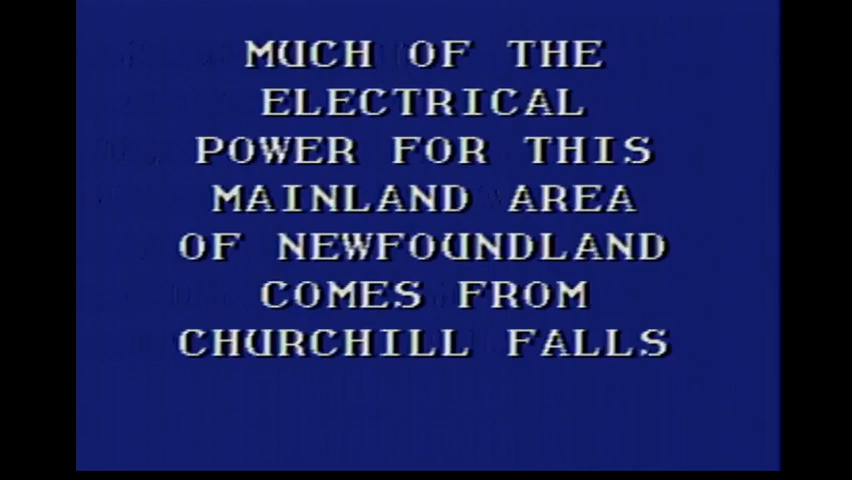 MUCH OF THE
ELECTRICAL
POWER FOR THIS
MAINLAND AREA
OF NEWFOUNDLAND
COMES FROM
CHURCHILL FALLS